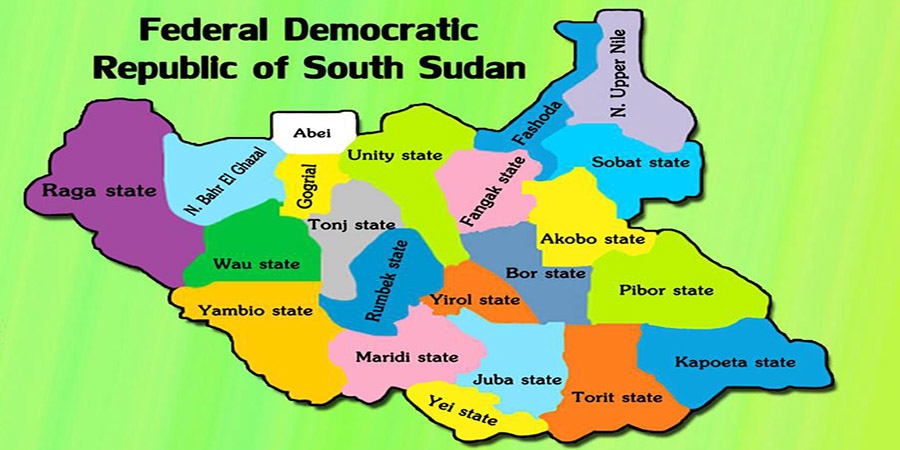 Federal Democratic
Republic of South Sudan
N. Upper Nile
Fashoda
Abei
Unity state
Sobat state
N. Bahr El Ghazal
Gogrial
Fangak state
Raga state
Tonj state
Akobo state
Wau state
Rumbek state
Bor state
Pibor state
Yirol state
Yambio state
Maridi state
Kapoeta state
Juba state
Torit state
Yei state